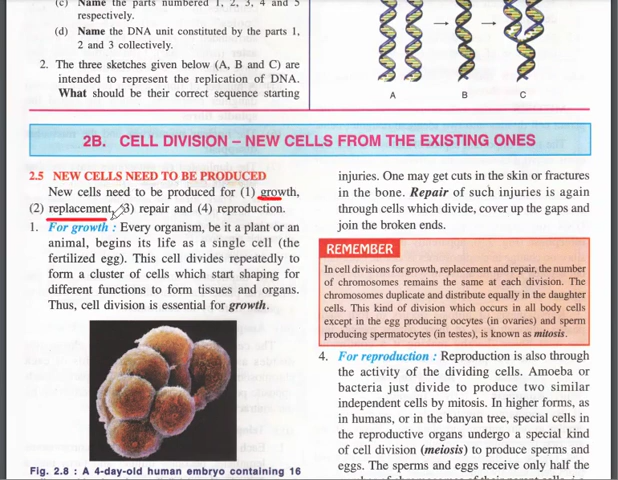 (c) Name the parts numbered 1, 2, 3, 4 and 5
respectively.
(d) Name the DNA unit constituted by the parts 1,
2 and 3 collectively.
2. The three sketches given below (A, B and C) are
intended to represent the replication of DNA.
What should be their correct sequence starting
A B C
2B. CELL DIVISION – NEW CELLS FROM THE EXISTING ONES
2.5 NEW CELLS NEED TO BE PRODUCED
New cells need to be produced for (1) growth,
(2) replacement, 3) repair and (4) reproduction.
1. For growth : Every organism, be it a plant or an
animal, begins its life as a single cell (the
fertilized egg). This cell divides repeatedly to
form a cluster of cells which start shaping for
different functions to form tissues and organs.
Thus, cell division is essential for growth.
Fig. 2.8 : A 4-day-old human embryo containing 16
injuries. One may get cuts in the skin or fractures
in the bone. Repair of such injuries is again
through cells which divide, cover up the gaps and
join the broken ends.
REMEMBER
In cell divisions for growth, replacement and repair, the number
of chromosomes remains the same at each division. The
chromosomes duplicate and distribute equally in the daughter
cells. This kind of division which occurs in all body cells
except in the egg producing oocytes (in ovaries) and sperm
producing spermatocytes (in testes), is known as mitosis.
4. For reproduction : Reproduction is also through
the activity of the dividing cells. Amoeba or
bacteria just divide to produce two similar
independent cells by mitosis. In higher forms, as
in humans, or in the banyan tree, special cells in
the reproductive organs undergo a special kind
of cell division (meiosis) to produce sperms and
eggs. The sperms and eggs receive only half the